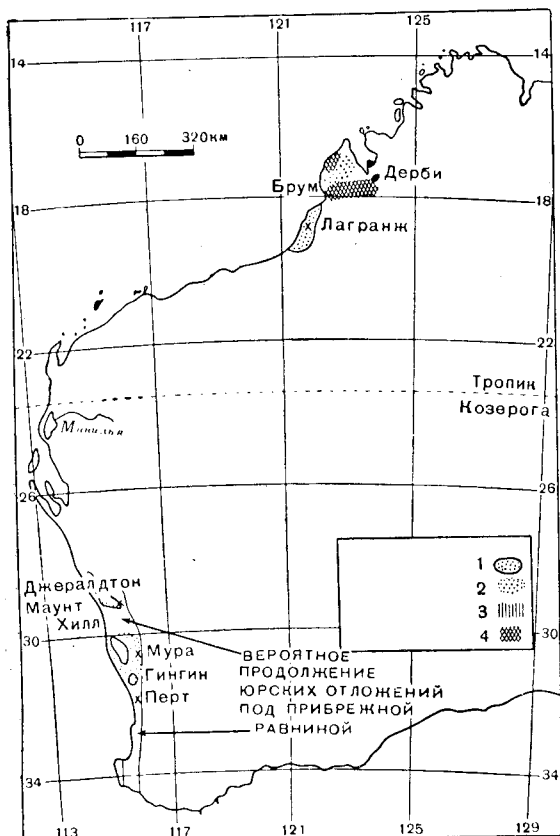 117 121 125
14 14
0 160 320км
Дерби
Брум
18 18
Лагранж
22 22
Тропик
Козерога
Минилья
26 26
1
2
3
4
Джералдтон
Маунт
Хилл
30 30
Мура
Гингин
Перт
ВЕРОЯТНОЕ
ПРОДОЛЖЕНИЕ
ЮРСКИХ ОТЛОЖЕНИЙ
ПОД ПРИБРЕЖНОЙ
РАВНИНОЙ
34 34
113 117 121 125 129